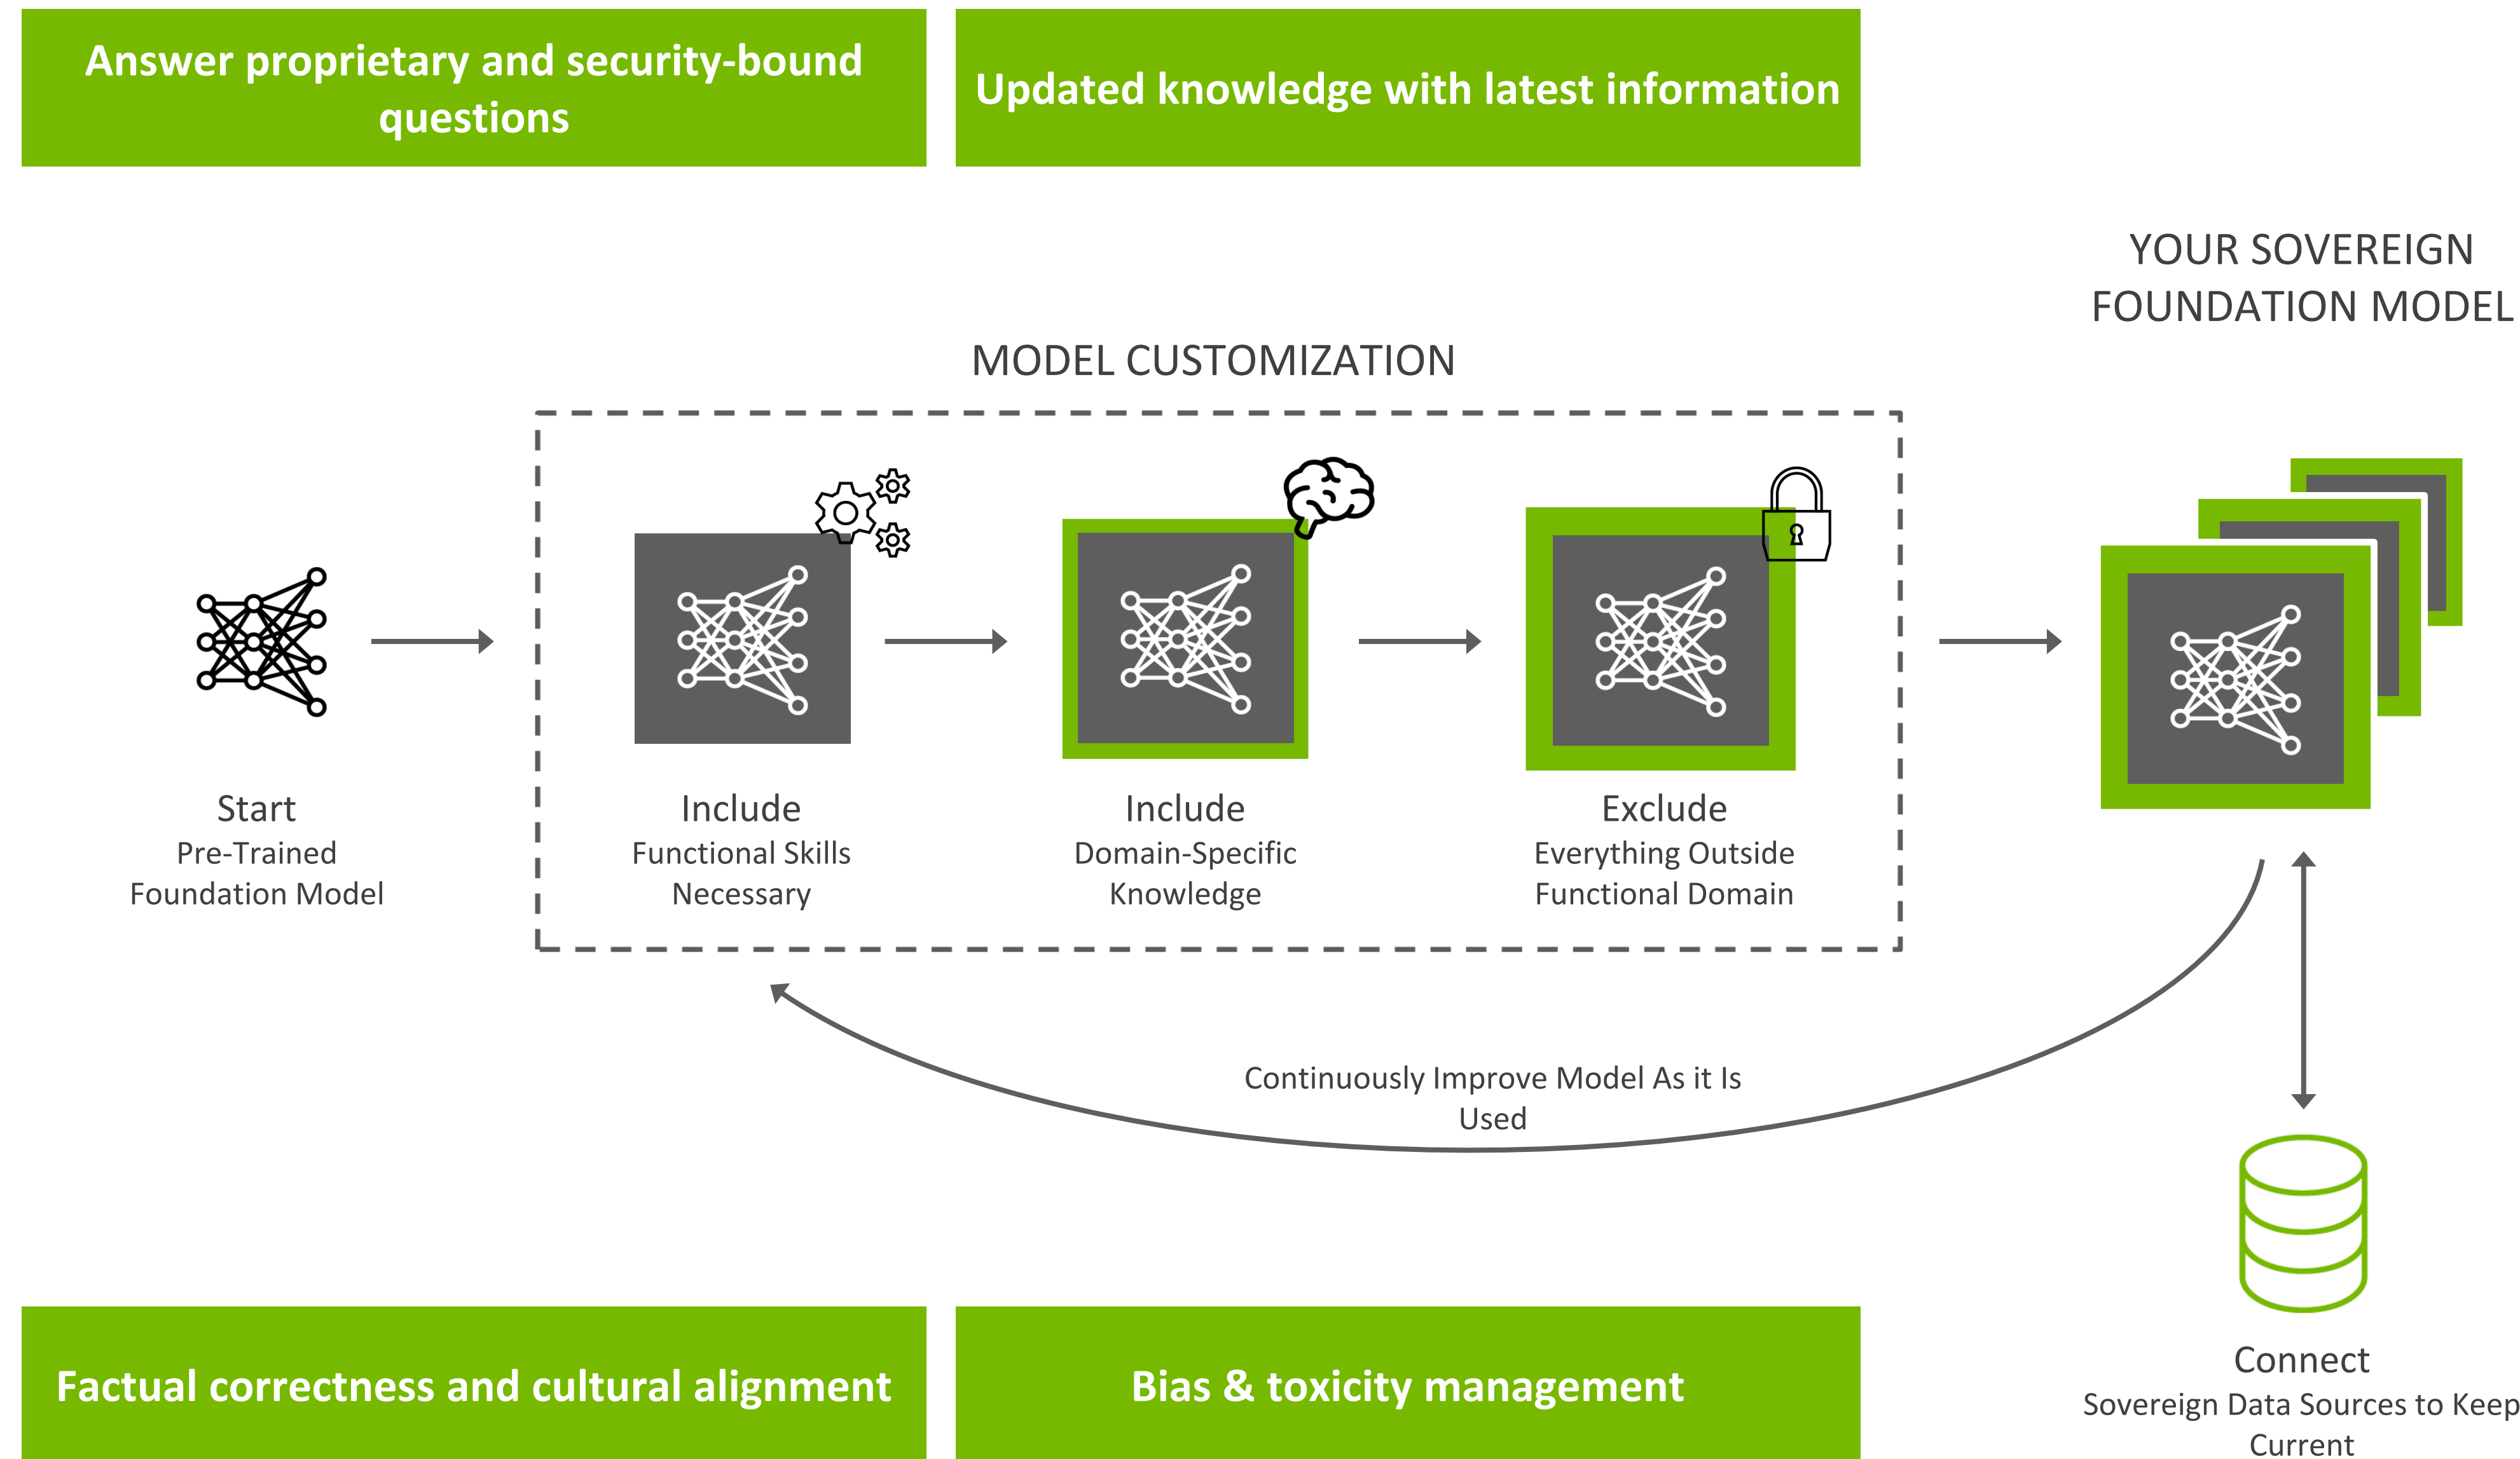 Answer proprietary and security-bound
questions
Updated knowledge with latest information
YOUR SOVEREIGN
FOUNDATION MODEL
MODEL CUSTOMIZATION
Start
Pre-Trained
Foundation Model
Include
Functional Skills
Necessary
Include
Domain-Specific
Knowledge
Exclude
Everything Outside
Functional Domain
Continuously Improve Model As it Is
Used
Connect
Sovereign Data Sources to Keep
Current
Factual correctness and cultural alignment
Bias & toxicity management